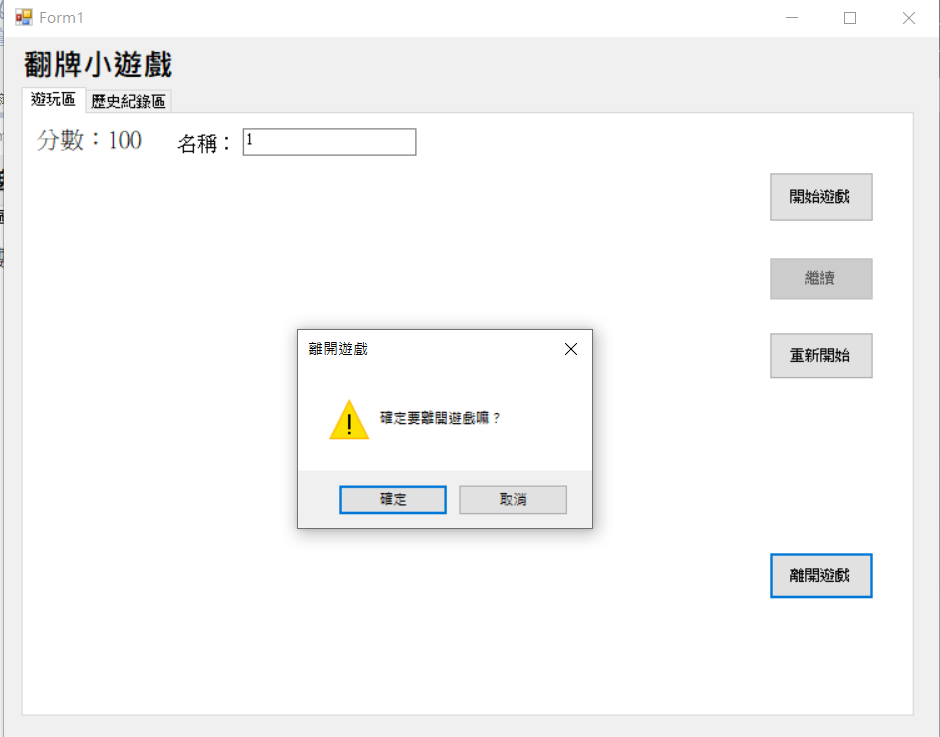 Form1
翻牌小遊戲
遊玩區 歷史紀錄區
分數：100 名稱： 1
開始遊戲
繼續
重新開始
離開遊戲
確定要離開遊戲嘛？
確定 取消
離開遊戲